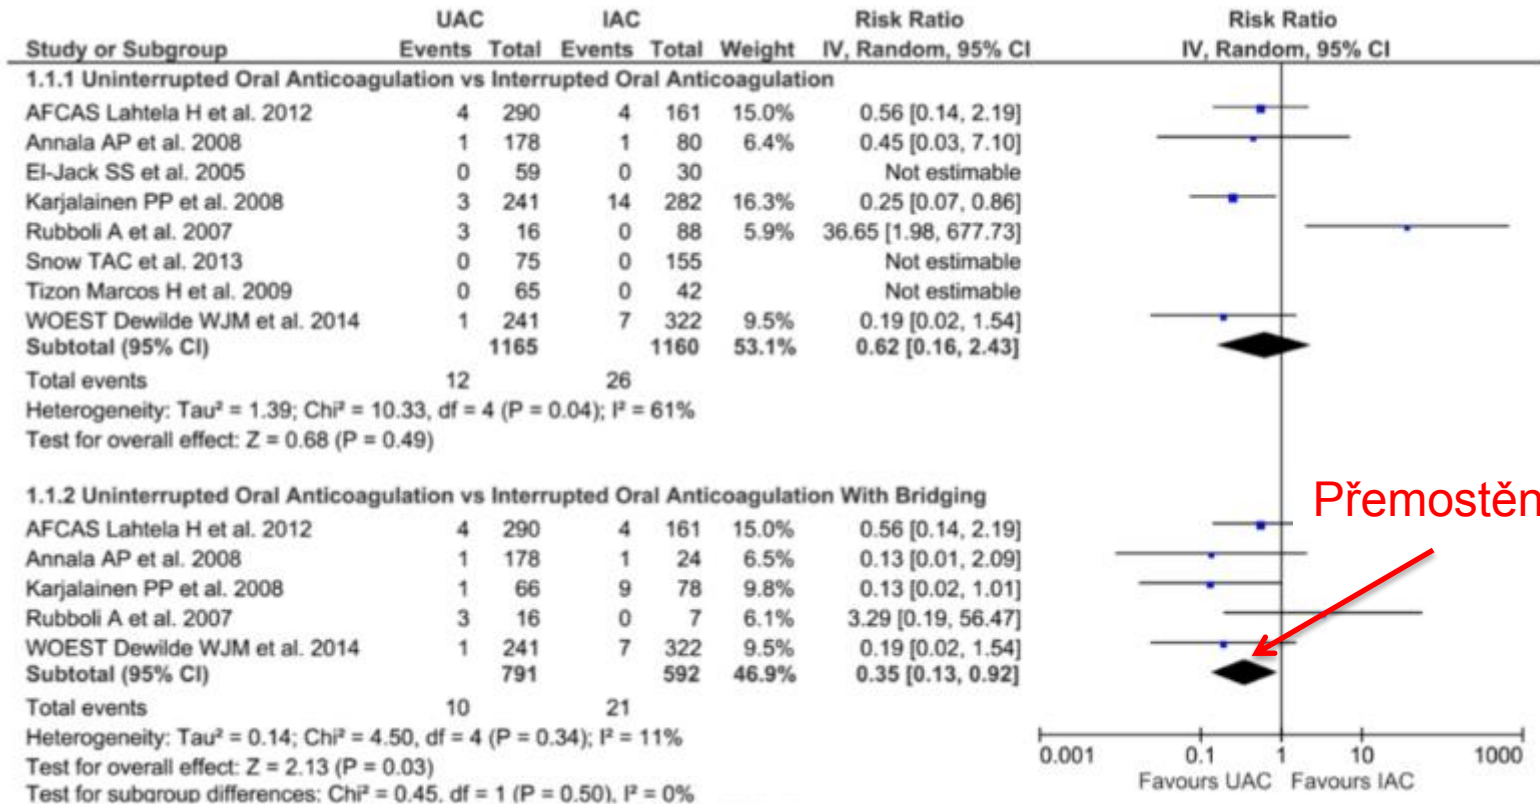 UAC IAC Risk Ratio Risk Ratio
Study or Subgroup Events Total Events Total Weight IV, Random, 95% CI IV, Random, 95% CI
1.1.1 Uninterrupted Oral Anticoagulation vs Interrupted Oral Anticoagulation
AFCAS Lahtela H et al. 2012 4 290 4 161 15.0% 0.56 [0.14, 2.19]
Annala AP et al. 2008 1 178 1 80 6.4% 0.45 [0.03, 7.10]
El-Jack SS et al. 2005 0 59 0 30 Not estimable
Karjalainen PP et al. 2008 3 241 14 282 16.3% 0.25 [0.07, 0.86]
Rubboli A et al. 2007 3 16 0 88 5.9% 36.65 [1.98, 677.73]
Snow TAC et al. 2013 0 75 0 155 Not estimable
Tizon Marcos H et al. 2009 0 65 0 42 Not estimable
WOEST Dewilde WJM et al. 2014 1 241 7 322 9.5% 0.19 [0.02, 1.54]
Subtotal (95% CI) 1165 1160 53.1% 0.62 [0.16, 2.43]
Total events 12 26
Heterogeneity: Tau² = 1.39; Chi² = 10.33, df = 4 (P = 0.04); I² = 61%
Test for overall effect: Z = 0.68 (P = 0.49)
1.1.2 Uninterrupted Oral Anticoagulation vs Interrupted Oral Anticoagulation With Bridging
Přemostěn
AFCAS Lahtela H et al. 2012 4 290 4 161 15.0% 0.56 [0.14, 2.19]
Annala AP et al. 2008 1 178 1 24 6.5% 0.13 [0.01, 2.09]
Karjalainen PP et al. 2008 1 66 9 78 9.8% 0.13 [0.02, 1.01]
Rubboli A et al. 2007 3 16 0 7 6.1% 3.29 [0.19, 56.47]
WOEST Dewilde WJM et al. 2014 1 241 7 322 9.5% 0.19 [0.02, 1.54]
Subtotal (95% CI) 791 592 46.9% 0.35 [0.13, 0.92]
Total events 10 21
Heterogeneity: Tau² = 0.14; Chi² = 4.50, df = 4 (P = 0.34); I² = 11%
Test for overall effect: Z = 2.13 (P = 0.03)
Test for subgroup differences: Chi² = 0.45, df = 1 (P = 0.50), I² = 0%
0.001 0.1 1 10 1000
Favours UAC Favours IAC